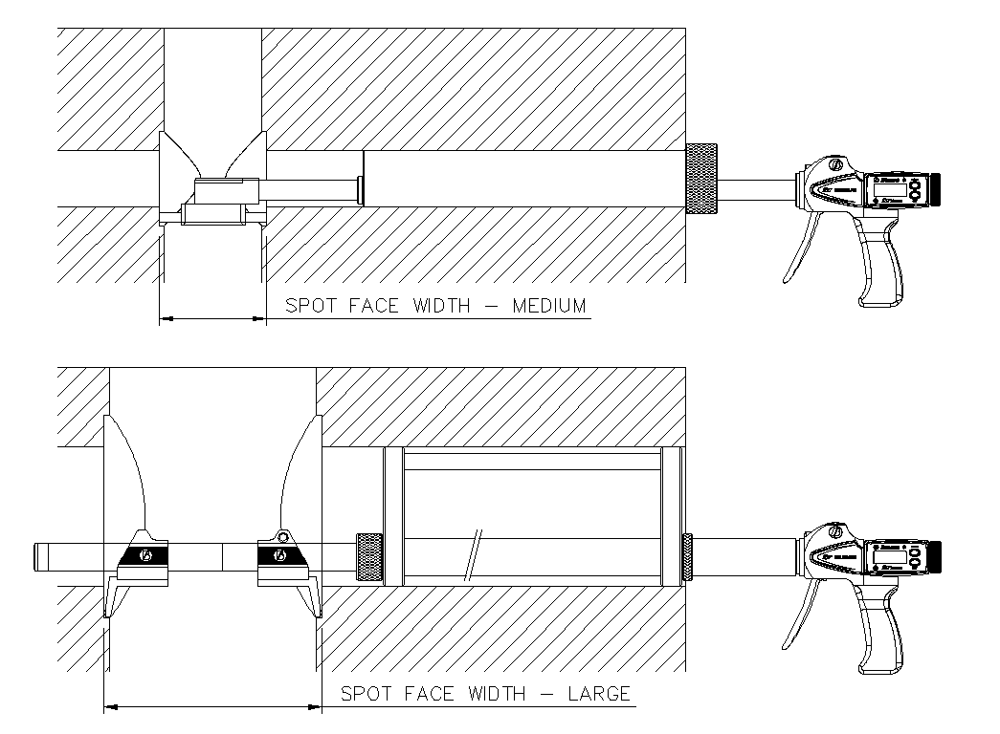 SPOT FACE WIDTH – MEDIUM
SPOT FACE WIDTH – LARGE